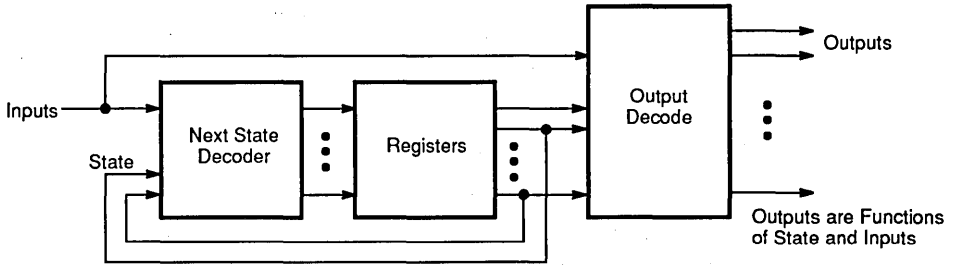 Outputs
Output
Decode
Inputs
Next State
Decoder
Registers
State
Outputs are Functions
of State and Inputs